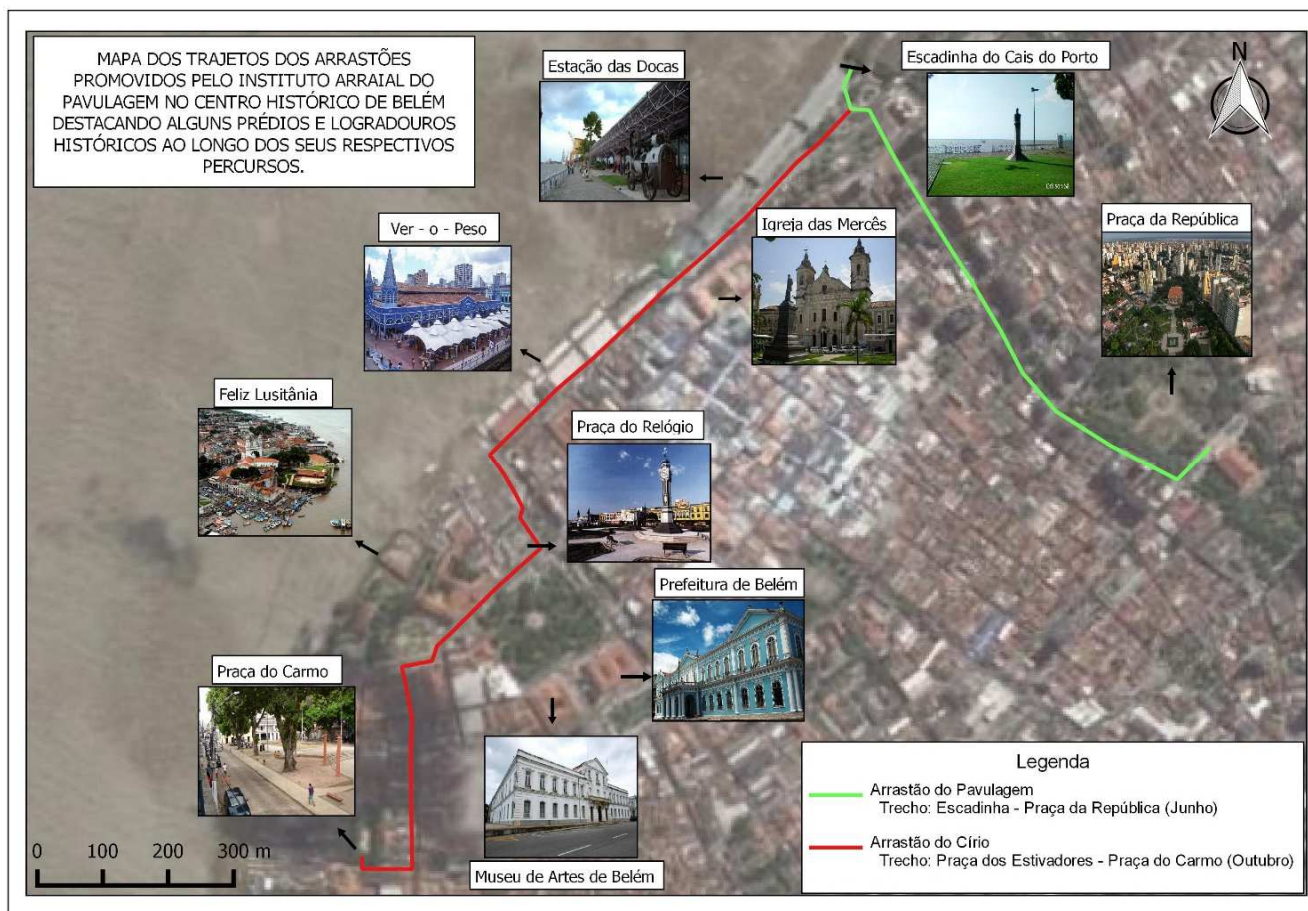 MAPA DOS TRAJETOS DOS ARRASTÕES
PROMOVIDOS PELO INSTITUTO ARRAIAL DO
PAVULAGEM NO CENTRO HISTÓRICO DE BELÉM
DESTACANDO ALGUNS PRÉDIOS E LOGRADOUROS
HISTÓRICOS AO LONGO DOS SEUS RESPECTIVOS
PERCURSOS.
Estação das Docas
Escadinha do Cais do Porto
N
Ver - o - Peso
Igreja das Mercês
Praça da República
Feliz Lusitânia
Praça do Relógio
Prefeitura de Belém
Praça do Carmo
Museu de Artes de Belém
0 100 200 300 m
Legenda
Arrastão do Pavulagem
Trecho: Escadinha - Praça da República (Junho)
Arrastão do Círio
Trecho: Praça dos Estivadores - Praça do Carmo (Outubro)